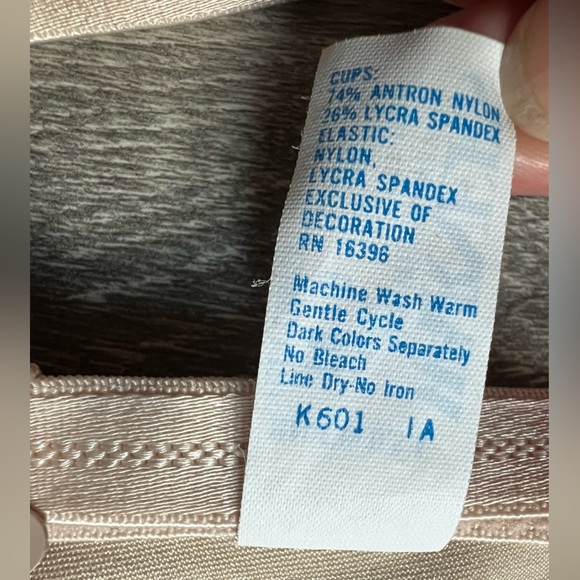 CUPS:
74% ANTRON NYLON
26% LYCRA SPANDEX
ELASTIC:
NYLON,
LYCRA SPANDEX
EXCLUSIVE OF
DECORATION
RN 16396
Machine Wash Warm
Gentle Cycle
Dark Colors Separately
No Bleach
Line Dry-No Iron
K601 1A